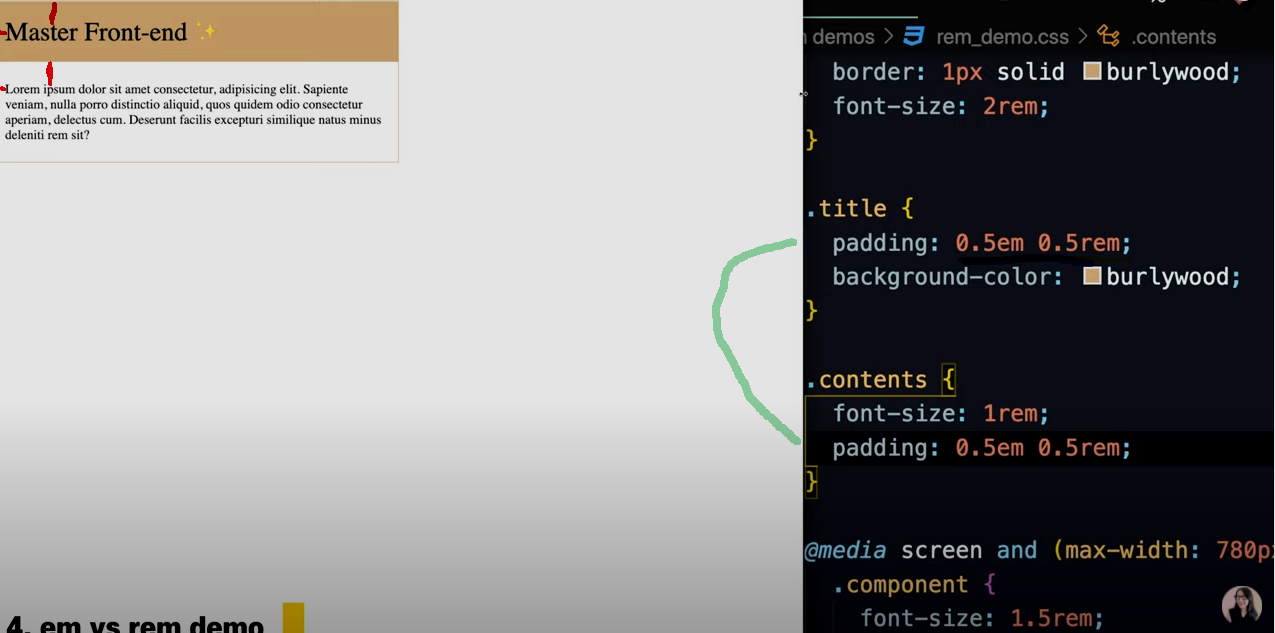 Master Front-end ✨
Lorem ipsum dolor sit amet consectetur, adipisicing elit. Sapiente
veniam, nulla porro distinctio aliquid, quos quidem odio consectetur
aperiam, delectus cum. Deserunt facilis excepturi similique natus minus
deleniti rem sit?
4. em vs rem demo
demos > rem_demo.css > .contents
border: 1px solid burlywood;
font-size: 2rem;
}
.title {
padding: 0.5em 0.5rem;
background-color: burlywood;
}
.contents {
font-size: 1rem;
padding: 0.5em 0.5rem;
}
@media screen and (max-width: 780px
.component {
font-size: 1.5rem;